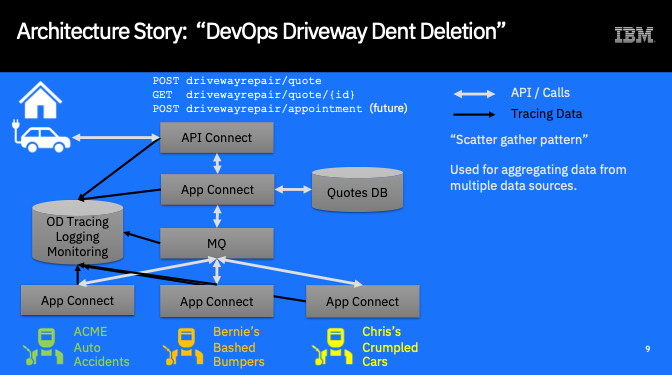 Architecture Story: “DevOps Driveway Dent Deletion”
IBM
POST drivewayrepair/quote
GET drivewayrepair/quote/{id}
POST drivewayrepair/appointment (future)
API / Calls
Tracing Data
“Scatter gather pattern”
Used for aggregating data from
multiple data sources.
API Connect
App Connect
Quotes DB
OD Tracing
Logging
Monitoring
MQ
App Connect
App Connect
App Connect
ACME
Auto
Accidents
Bernie’s
Bashed
Bumpers
Chris’s
Crumpled
Cars
9